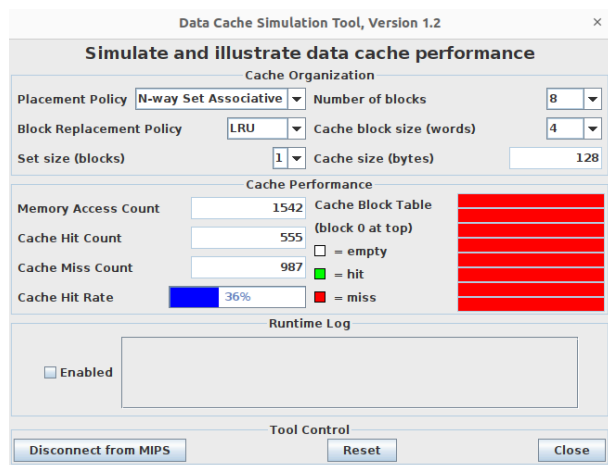 Data Cache Simulation Tool, Version 1.2 ×
Simulate and illustrate data cache performance
Cache Organization
Placement Policy N-way Set Associative Number of blocks 8
Block Replacement Policy LRU Cache block size (words) 4
Set size (blocks) 1 Cache size (bytes) 128
Cache Performance
Memory Access Count 1542 Cache Block Table
(block 0 at top)
Cache Hit Count 555
= empty
Cache Miss Count 987 = hit
Cache Hit Rate 36% = miss
Runtime Log
Enabled
Tool Control
Disconnect from MIPS Reset Close